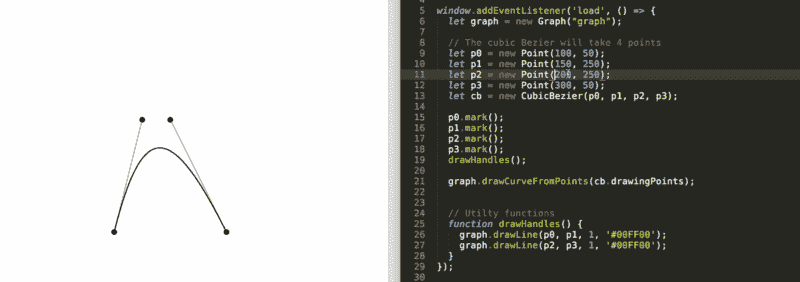 4
5 window.addEventListener('load', () => {
6 let graph = new Graph("graph");
7
8 // The cubic Bezier will take 4 points
9 let p0 = new Point(100, 50);
10 let p1 = new Point(150, 250);
11 let p2 = new Point(200, 250);
12 let p3 = new Point(300, 50);
13 let cb = new CubicBezier(p0, p1, p2, p3);
14
15 p0.mark();
16 p1.mark();
17 p2.mark();
18 p3.mark();
19 drawHandles();
20
21 graph.drawCurveFromPoints(cb.drawingPoints);
22
23
24 // Utilty functions
25 function drawHandles() {
26 graph.drawLine(p0, p1, 1, '#00FF00');
27 graph.drawLine(p2, p3, 1, '#00FF00');
28 }
29 });
30